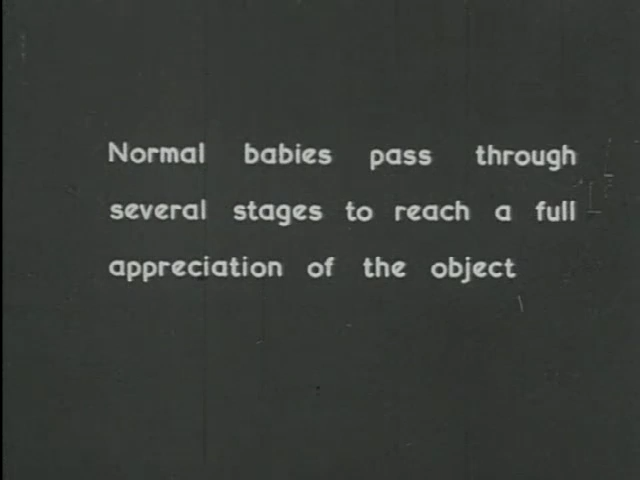 Normal babies pass through
several stages to reach a full
appreciation of the object